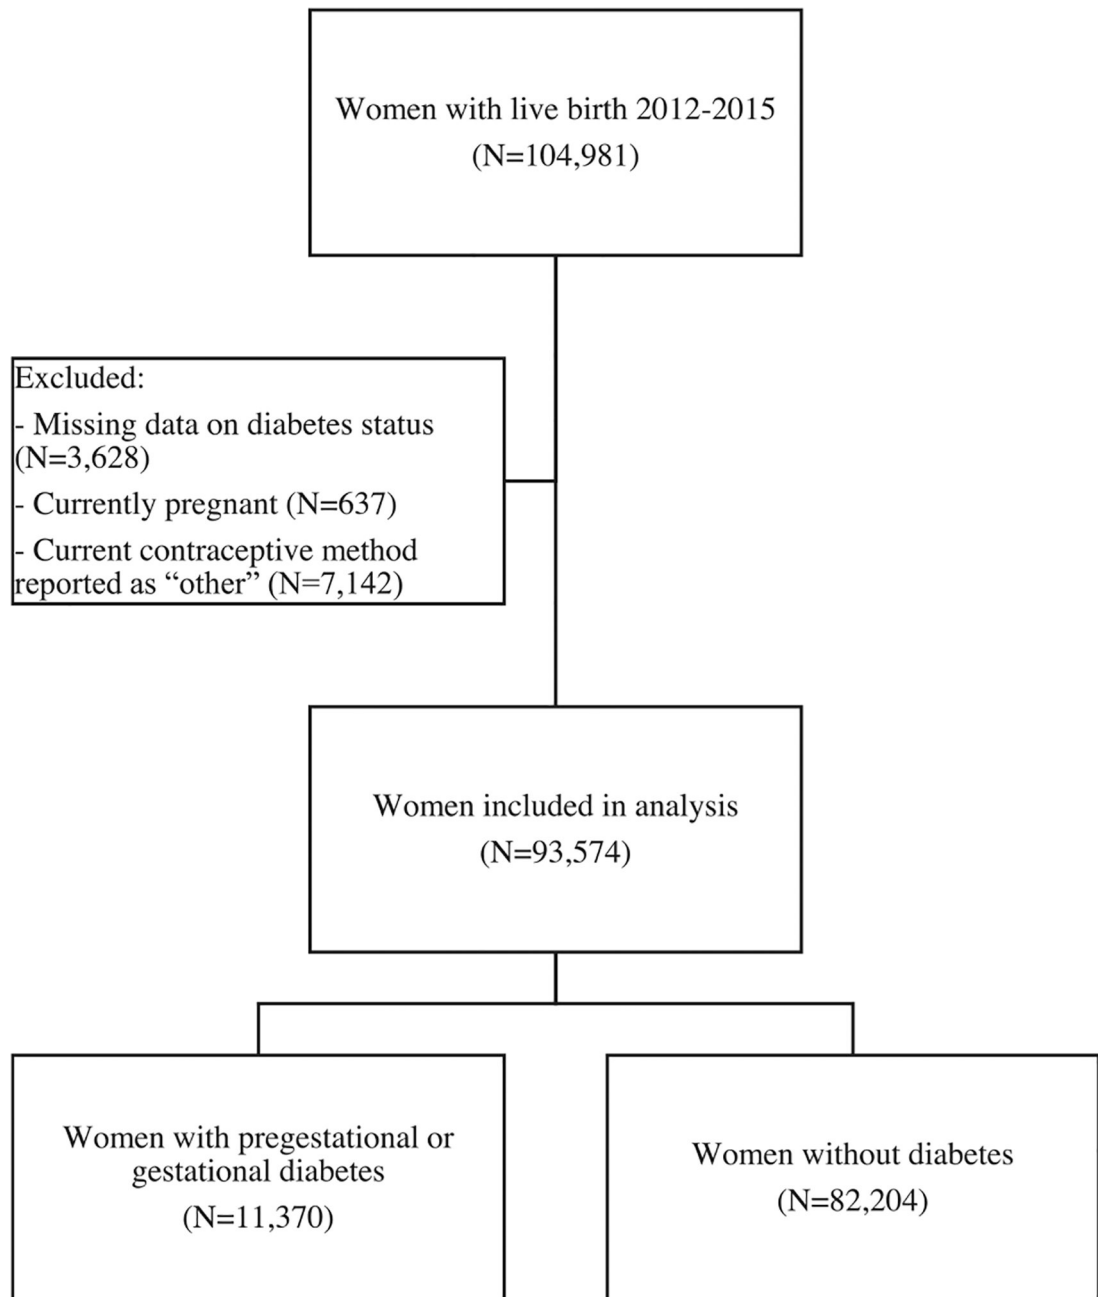 Women with live birth 2012-2015
(N=104,981)
Excluded:
- Missing data on diabetes status
(N=3,628)
- Currently pregnant (N=637)
- Current contraceptive method
reported as “other” (N=7,142)
Women included in analysis
(N=93,574)
Women with pregestational or
gestational diabetes
(N=11,370)
Women without diabetes
(N=82,204)